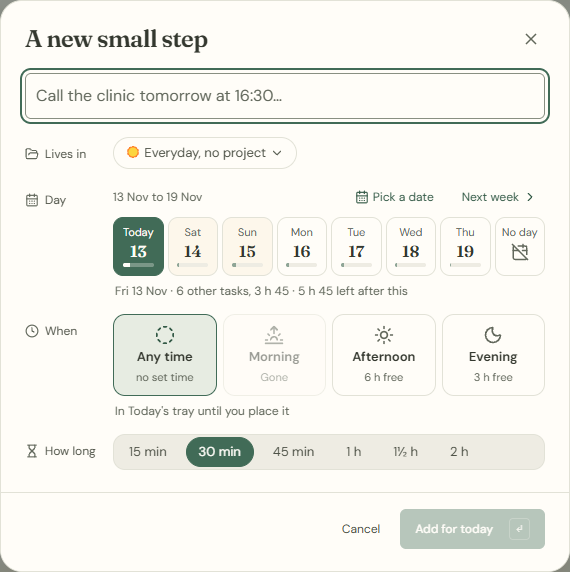 A new small step
Call the clinic tomorrow at 16:30...
Lives in
Everyday, no project
Day
13 Nov to 19 Nov
Pick a date
Next week
Today 13
Sat 14
Sun 15
Mon 16
Tue 17
Wed 18
Thu 19
No day
Fri 13 Nov · 6 other tasks, 3 h 45 · 5 h 45 left after this
When
Any time
no set time
Morning
Gone
Afternoon
6 h free
Evening
3 h free
In Today's tray until you place it
How long
15 min
30 min
45 min
1 h
1½ h
2 h
Cancel
Add for today